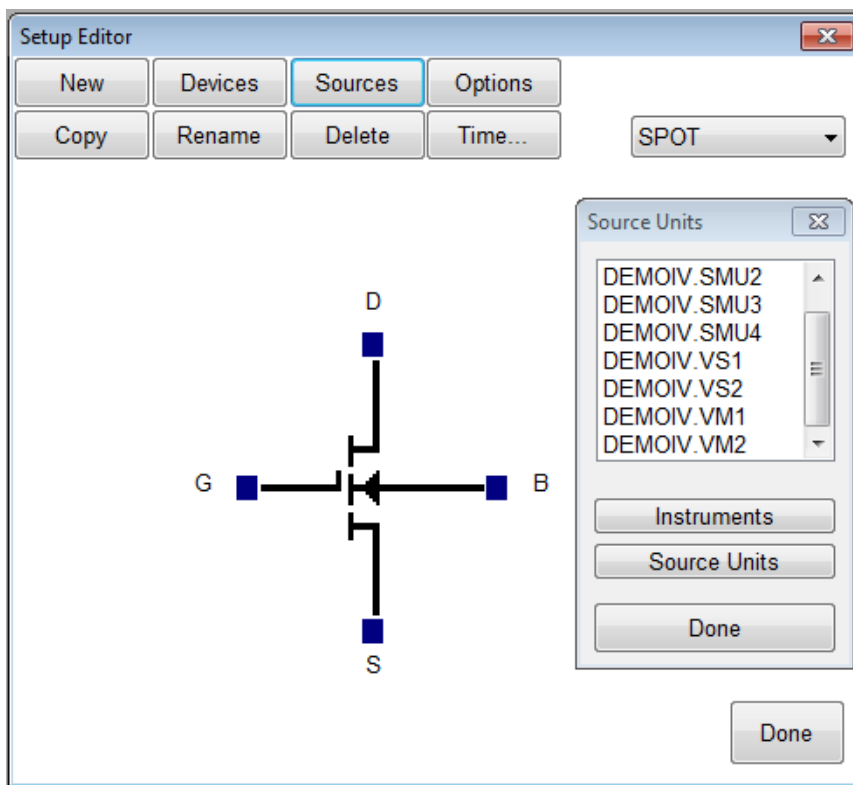 Setup Editor
New Devices Sources Options
Copy Rename Delete Time...
SPOT
Source Units
DEMOIV.SMU2
DEMOIV.SMU3
DEMOIV.SMU4
DEMOIV.VS1
DEMOIV.VS2
DEMOIV.VM1
DEMOIV.VM2
D
G
B
S
Instruments
Source Units
Done
Done